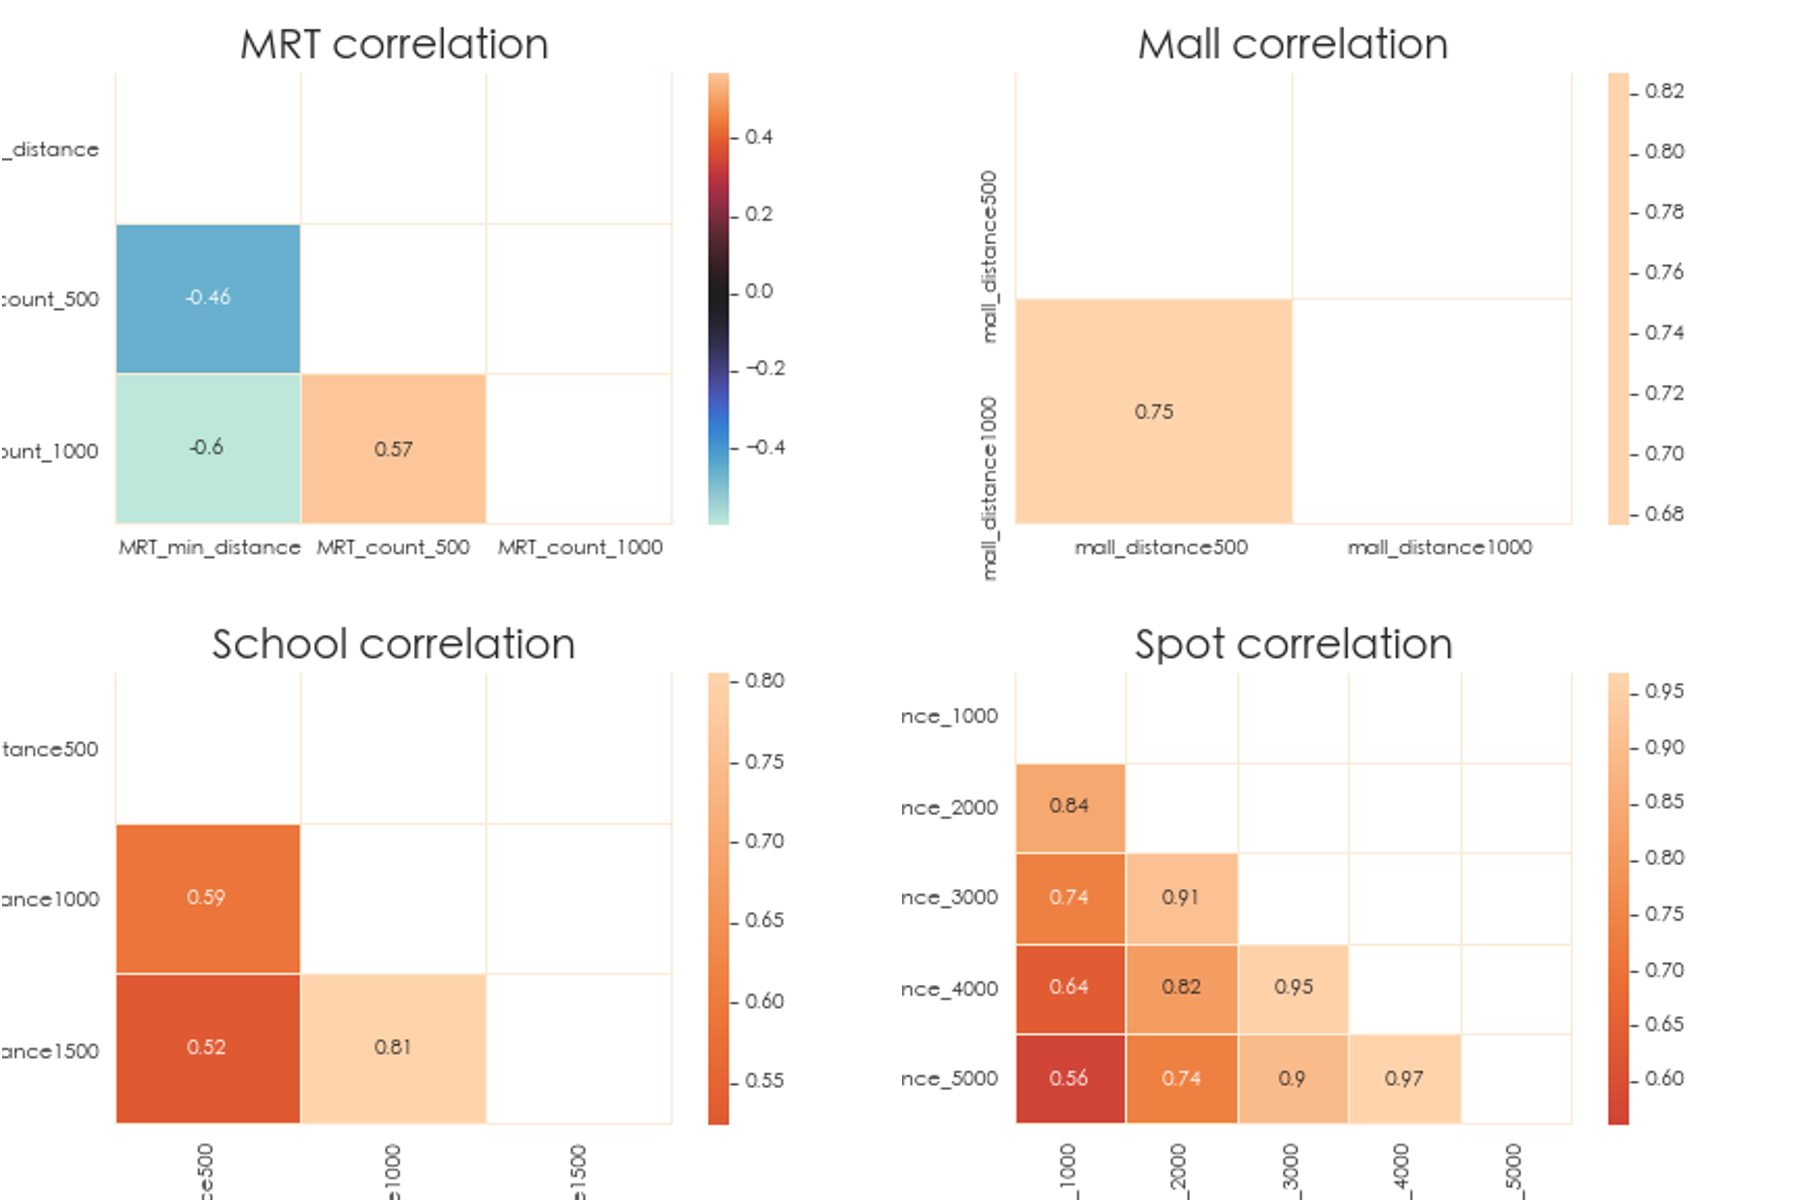 MRT correlation
_distance
count_500
ount_1000
-0.46
-0.6
0.57
MRT_min_distance
MRT_count_500
MRT_count_1000
0.4
0.2
0.0
−0.2
−0.4
Mall correlation
mall_distance500
mall_distance1000
0.75
mall_distance500
mall_distance1000
0.82
0.80
0.78
0.76
0.74
0.72
0.70
0.68
School correlation
tance500
ance1000
ance1500
0.59
0.52
0.81
ce500
e1000
e1500
0.80
0.75
0.70
0.65
0.60
0.55
Spot correlation
nce_1000
nce_2000
nce_3000
nce_4000
nce_5000
0.84
0.74
0.91
0.64
0.82
0.95
0.56
0.74
0.9
0.97
_1000
_2000
_3000
_4000
_5000
0.95
0.90
0.85
0.80
0.75
0.70
0.65
0.60